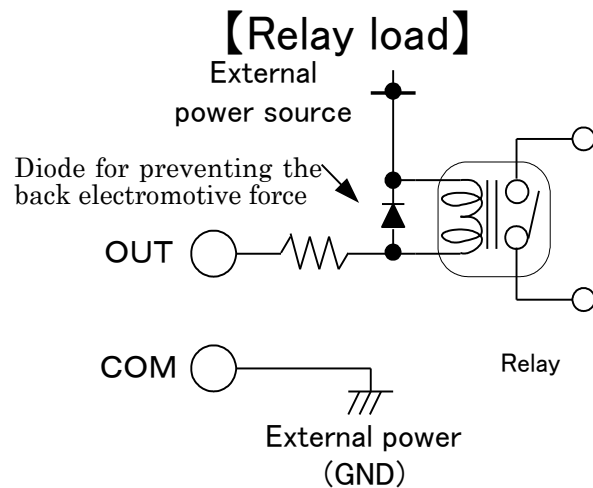 【Relay load】
External
power source
Diode for preventing the
back electromotive force
OUT
COM
Relay
External power
（GND）